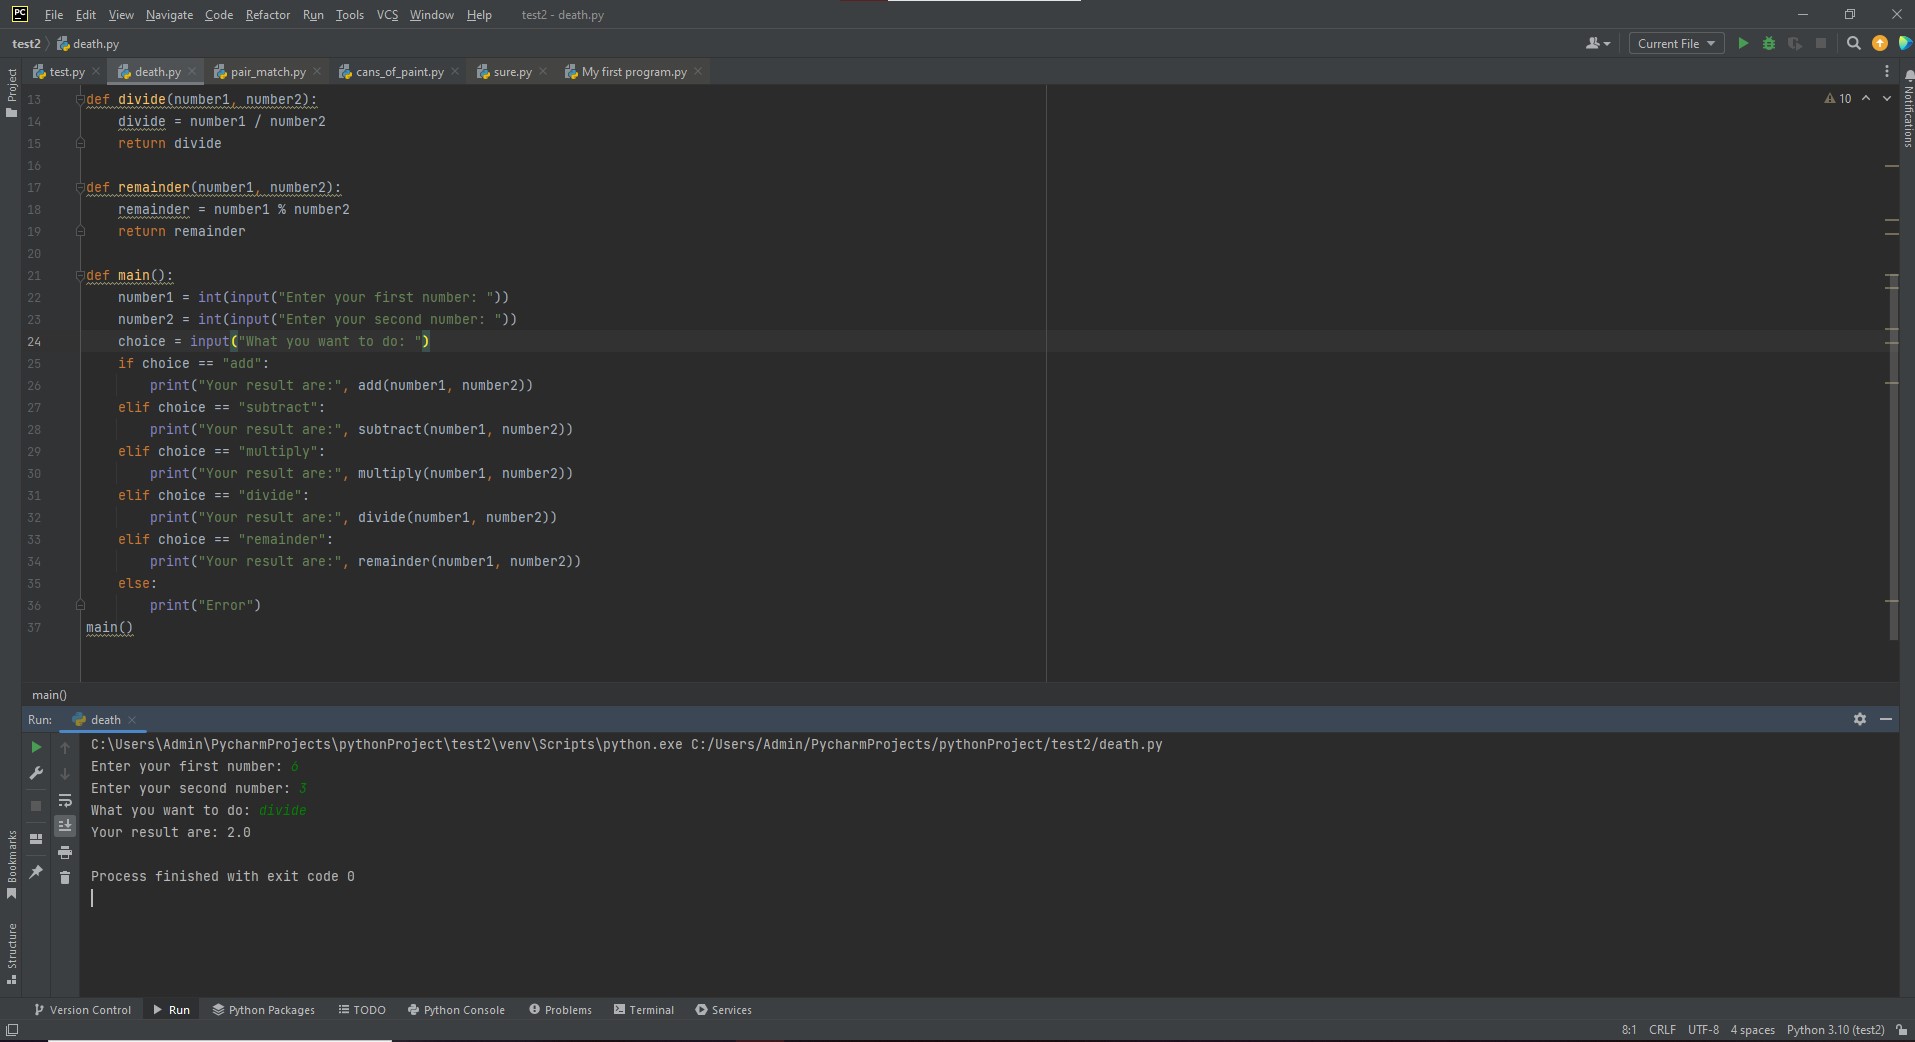 PC File Edit View Navigate Code Refactor Run Tools VCS Window Help test2 - death.py
test2 death.py Current File
test.py death.py pair_match.py cans_of_paint.py sure.py My first program.py
Project
Notifications
10
13 def divide(number1, number2):
14     divide = number1 / number2
15     return divide
16
17 def remainder(number1, number2):
18     remainder = number1 % number2
19     return remainder
20
21 def main():
22     number1 = int(input("Enter your first number: "))
23     number2 = int(input("Enter your second number: "))
24     choice = input("What you want to do: ")
25     if choice == "add":
26         print("Your result are:", add(number1, number2))
27     elif choice == "subtract":
28         print("Your result are:", subtract(number1, number2))
29     elif choice == "multiply":
30         print("Your result are:", multiply(number1, number2))
31     elif choice == "divide":
32         print("Your result are:", divide(number1, number2))
33     elif choice == "remainder":
34         print("Your result are:", remainder(number1, number2))
35     else:
36         print("Error")
37 main()
main()
Run: death
C:\Users\Admin\PycharmProjects\pythonProject\test2\venv\Scripts\python.exe C:/Users/Admin/PycharmProjects/pythonProject/test2/death.py
Enter your first number: 6
Enter your second number: 3
What you want to do: divide
Your result are: 2.0
Process finished with exit code 0
Bookmarks
Structure
Version Control Run Python Packages TODO Python Console Problems Terminal Services
8:1 CRLF UTF-8 4 spaces Python 3.10 (test2)